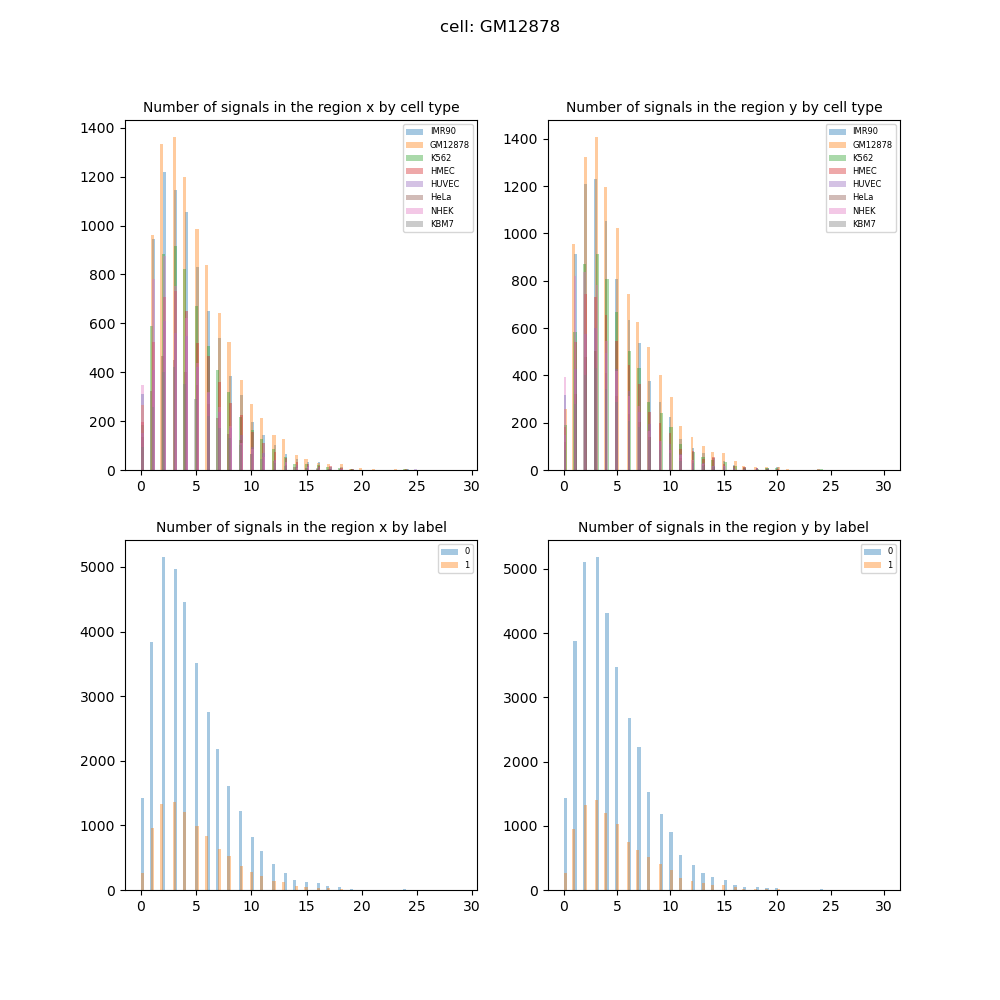 cell: GM12878
Number of signals in the region x by cell type
1400
1200
1000
800
600
400
200
0
0 5 10 15 20 25 30
IMR90
GM12878
K562
HMEC
HUVEC
HeLa
NHEK
KBM7
Number of signals in the region y by cell type
1400
1200
1000
800
600
400
200
0
0 5 10 15 20 25 30
IMR90
GM12878
K562
HMEC
HUVEC
HeLa
NHEK
KBM7
Number of signals in the region x by label
5000
4000
3000
2000
1000
0
0 5 10 15 20 25 30
0
1
Number of signals in the region y by label
5000
4000
3000
2000
1000
0
0 5 10 15 20 25 30
0
1